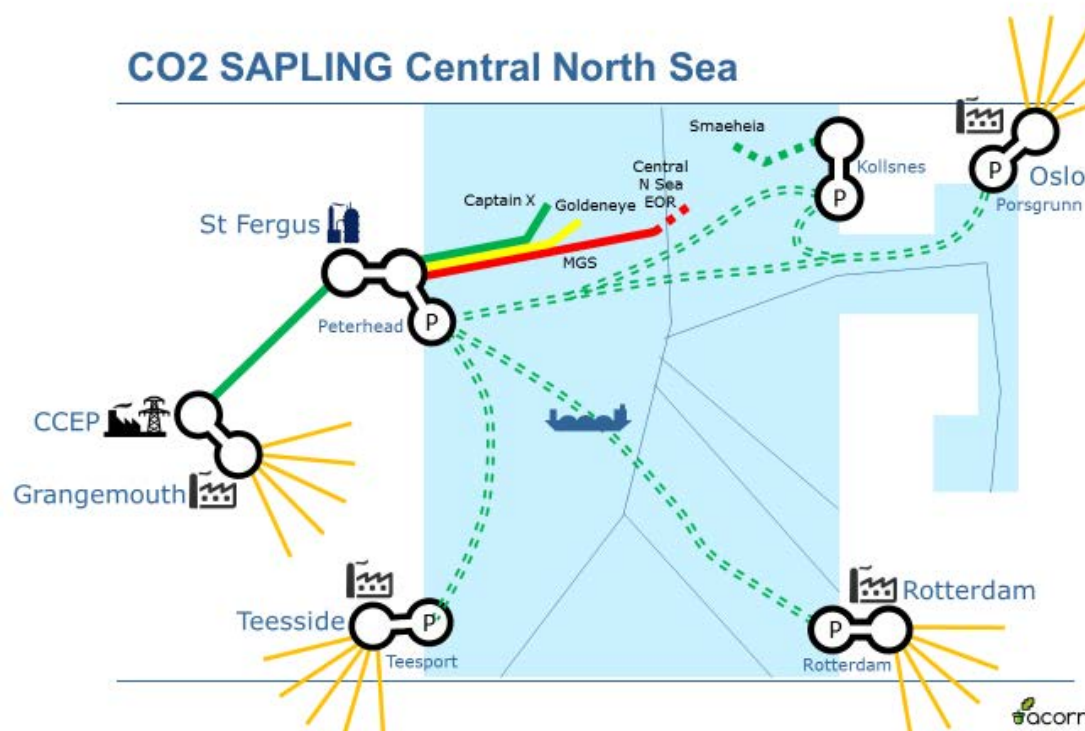 CO2 SAPLING Central North Sea
Smaeheia
Central
N Sea
EOR
Kollsnes
P
P
Oslo
Porsgrunn
Captain X
Goldeneye
St Fergus
MGS
Peterhead
P
CCEP
Grangemouth
Teesside
P
Teesport
Rotterdam
P
Rotterdam
acorn